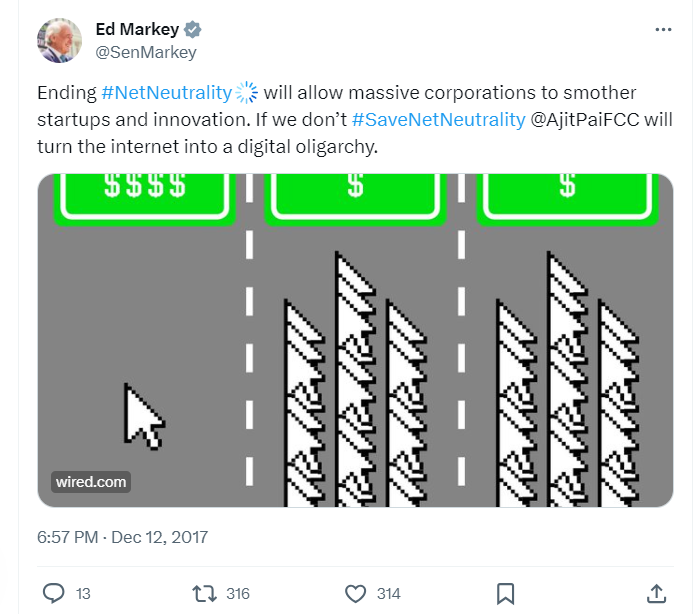 Ed Markey
@SenMarkey
Ending #NetNeutrality will allow massive corporations to smother
startups and innovation. If we don’t #SaveNetNeutrality @AjitPaiFCC will
turn the internet into a digital oligarchy.
$$$$ $ $
wired.com
6:57 PM · Dec 12, 2017
13 316 314